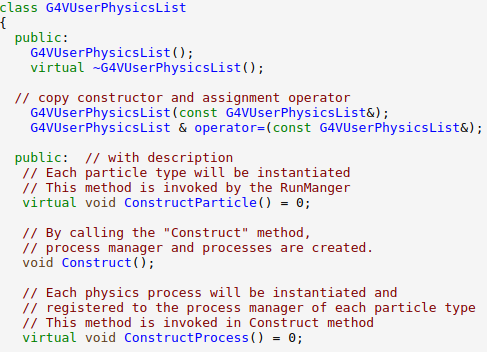 class G4VUserPhysicsList
{
  public:
    G4VUserPhysicsList();
    virtual ~G4VUserPhysicsList();

  // copy constructor and assignment operator
    G4VUserPhysicsList(const G4VUserPhysicsList&);
    G4VUserPhysicsList & operator=(const G4VUserPhysicsList&);

  public:  // with description
   // Each particle type will be instantiated
   // This method is invoked by the RunManger
   virtual void ConstructParticle() = 0;

   // By calling the "Construct" method,
   // process manager and processes are created.
   void Construct();

   // Each physics process will be instantiated and
   // registered to the process manager of each particle type
   // This method is invoked in Construct method
   virtual void ConstructProcess() = 0;